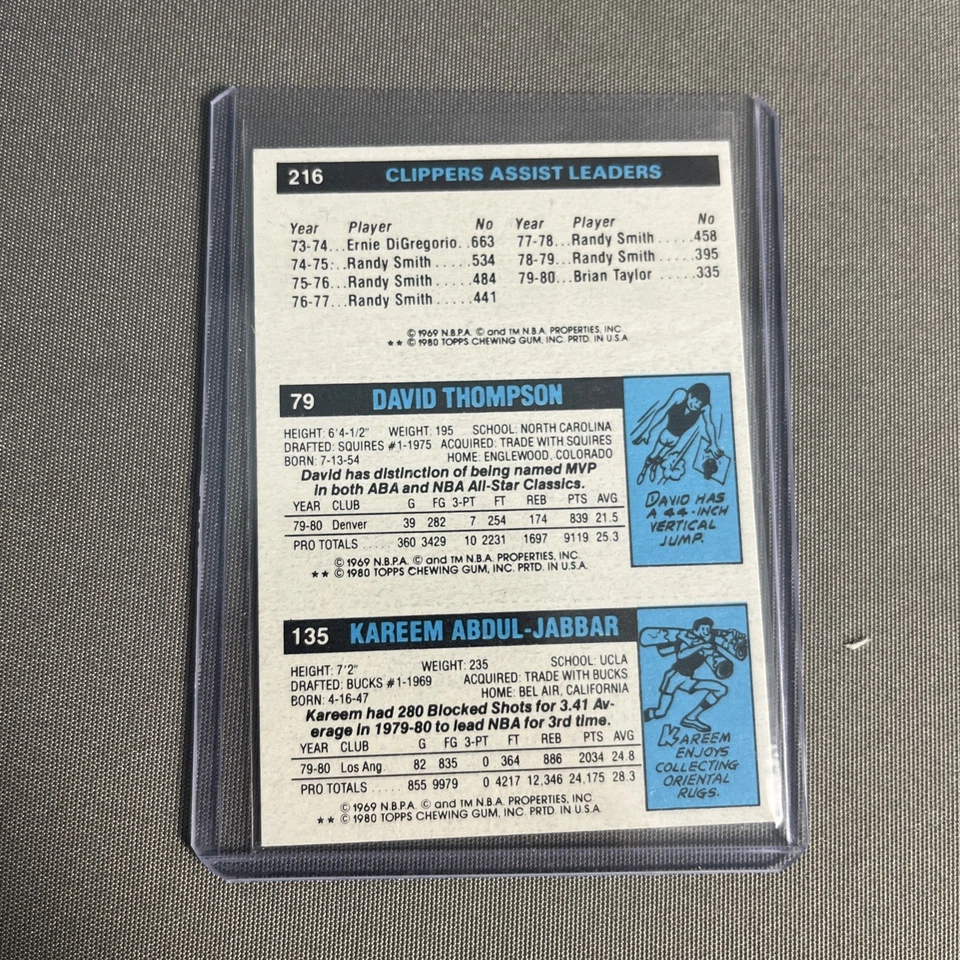 216 CLIPPERS ASSIST LEADERS
Year Player No Year Player No
73-74...Ernie DiGregorio..663 77-78...Randy Smith.....458
74-75:..Randy Smith.....534 78-79...Randy Smith.....395
75-76...Randy Smith.....484 79-80...Brian Taylor.....335
76-77...Randy Smith.....441
© 1969 N.B.P.A. © and TM N.B.A. PROPERTIES, INC.
★★ © 1980 TOPPS CHEWING GUM, INC. PRTD. IN U.S.A.
79 DAVID THOMPSON
HEIGHT: 6'4-1/2" WEIGHT: 195 SCHOOL: NORTH CAROLINA
DRAFTED: SQUIRES #1-1975 ACQUIRED: TRADE WITH SQUIRES
BORN: 7-13-54 HOME: ENGLEWOOD, COLORADO
David has distinction of being named MVP
in both ABA and NBA All-Star Classics.
YEAR CLUB G FG 3-PT FT REB PTS AVG
79-80 Denver 39 282 7 254 174 839 21.5
PRO TOTALS ..... 360 3429 10 2231 1697 9119 25.3
© 1969 N.B.P.A. © and TM N.B.A. PROPERTIES, INC.
★★ © 1980 TOPPS CHEWING GUM, INC. PRTD. IN U.S.A.
DAVID HAS
A 44-INCH
VERTICAL
JUMP.
135 KAREEM ABDUL-JABBAR
HEIGHT: 7'2" WEIGHT: 235 SCHOOL: UCLA
DRAFTED: BUCKS #1-1969 ACQUIRED: TRADE WITH BUCKS
BORN: 4-16-47 HOME: BEL AIR, CALIFORNIA
Kareem had 280 Blocked Shots for 3.41 Av-
erage in 1979-80 to lead NBA for 3rd time.
YEAR CLUB G FG 3-PT FT REB PTS AVG
79-80 Los Ang. 82 835 0 364 886 2034 24.8
PRO TOTALS ..... 855 9979 0 4217 12,346 24,175 28.3
© 1969 N.B.P.A. © and TM N.B.A. PROPERTIES, INC.
★★ © 1980 TOPPS CHEWING GUM, INC. PRTD. IN U.S.A.
KAREEM
ENJOYS
COLLECTING
ORIENTAL
RUGS.